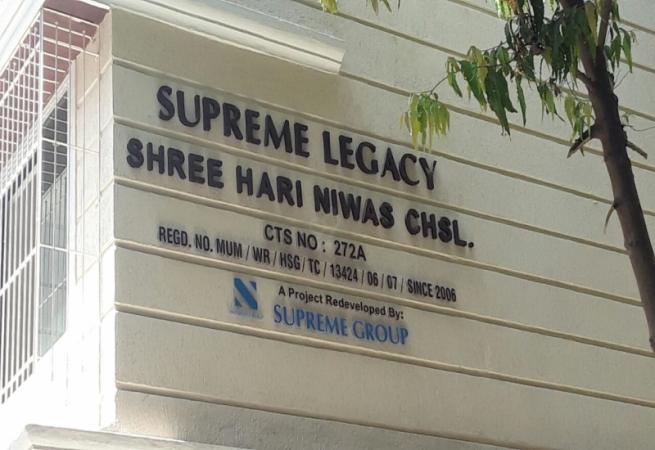 SUPREME LEGACY
SHREE HARI NIWAS CHSL.
CTS NO : 272A
REGD. NO. MUM / WR / HSG / TC / 13424 / 06 / 07 / SINCE 2006
A Project Redeveloped By:
SUPREME GROUP